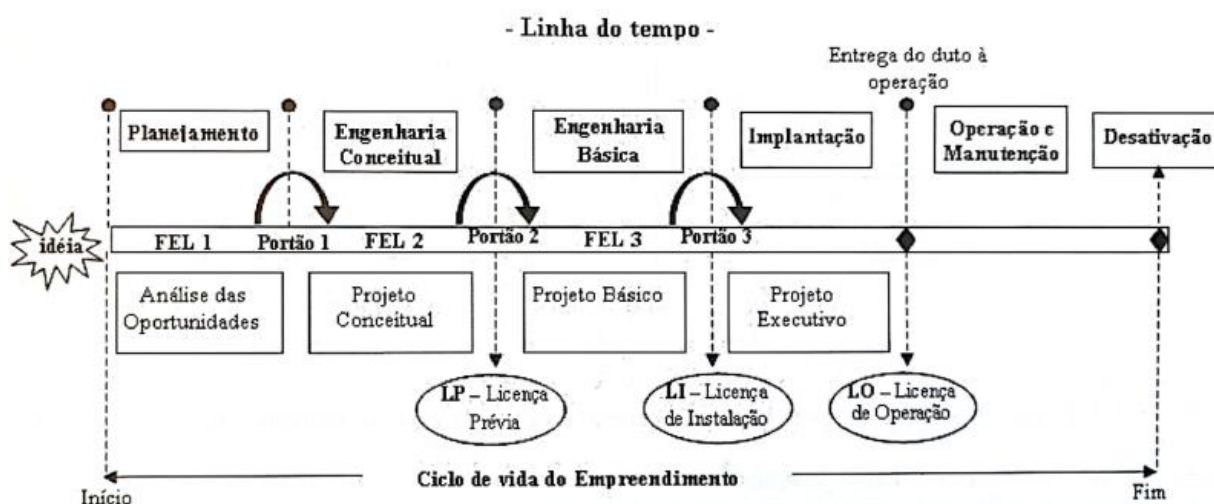 - Linha do tempo -
Entrega do duto à
operação
Planejamento
Engenharia
Conceitual
Engenharia
Básica
Implantação
Operação e
Manutenção
Desativação
idéia
FEL 1
Portão 1
FEL 2
Portão 2
FEL 3
Portão 3
Análise das
Oportunidades
Projeto
Conceitual
Projeto Básico
Projeto
Executivo
LP – Licença
Prévia
LI – Licença
de Instalação
LO – Licença
de Operação
Ciclo de vida do Empreendimento
Início
Fim